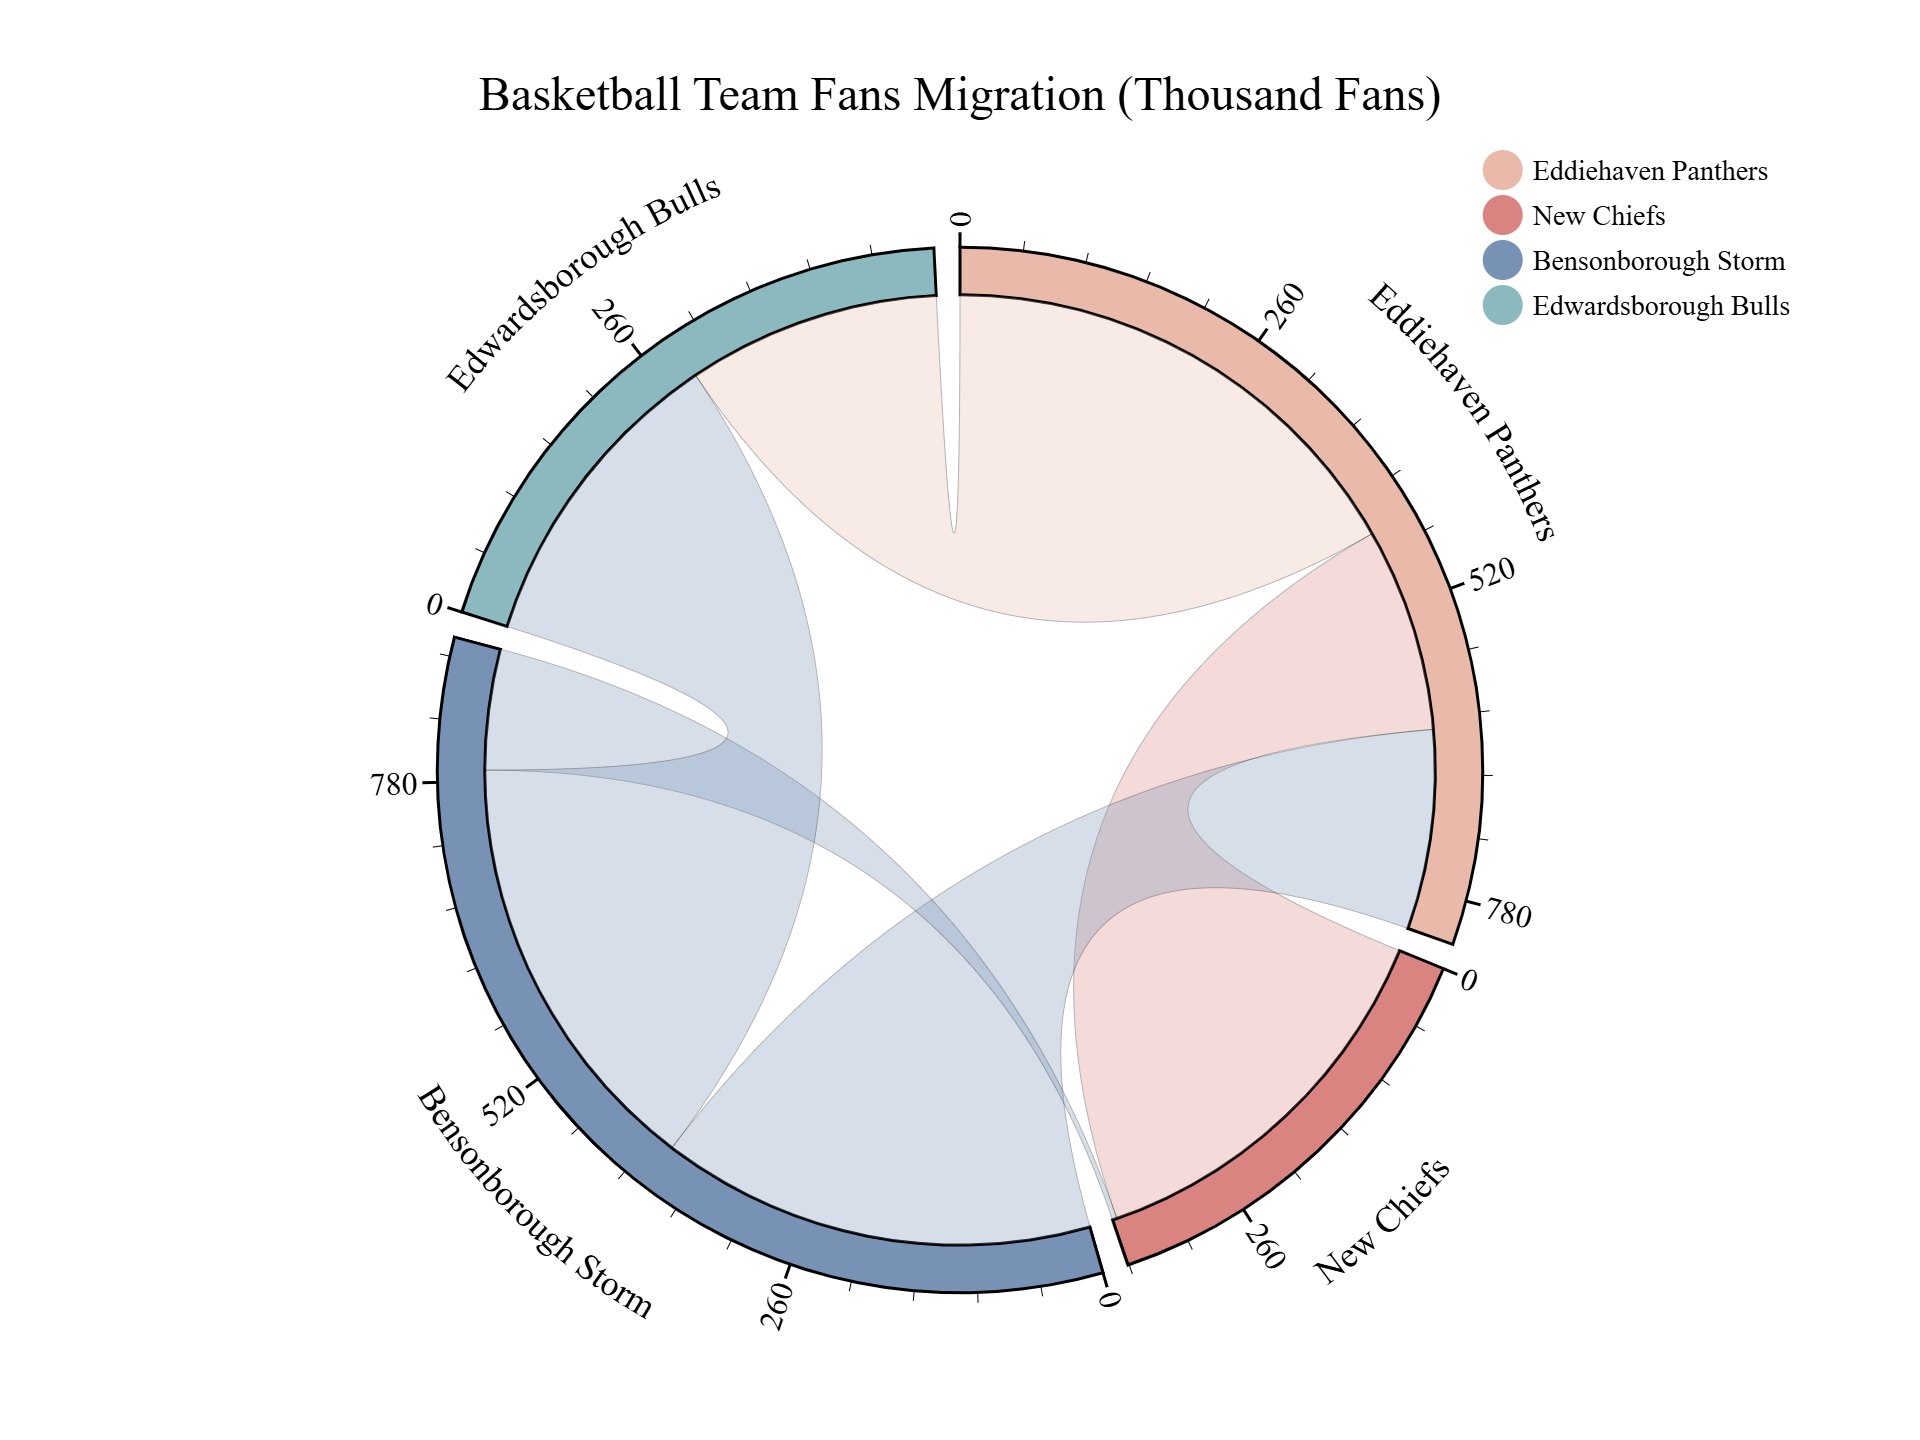 Basketball Team Fans Migration (Thousand Fans)
Eddiehaven Panthers
New Chiefs
Bensonborough Storm
Edwardsborough Bulls
0
260
520
780
Eddiehaven Panthers
0
260
New Chiefs
0
260
520
780
Bensonborough Storm
0
260
Edwardsborough Bulls